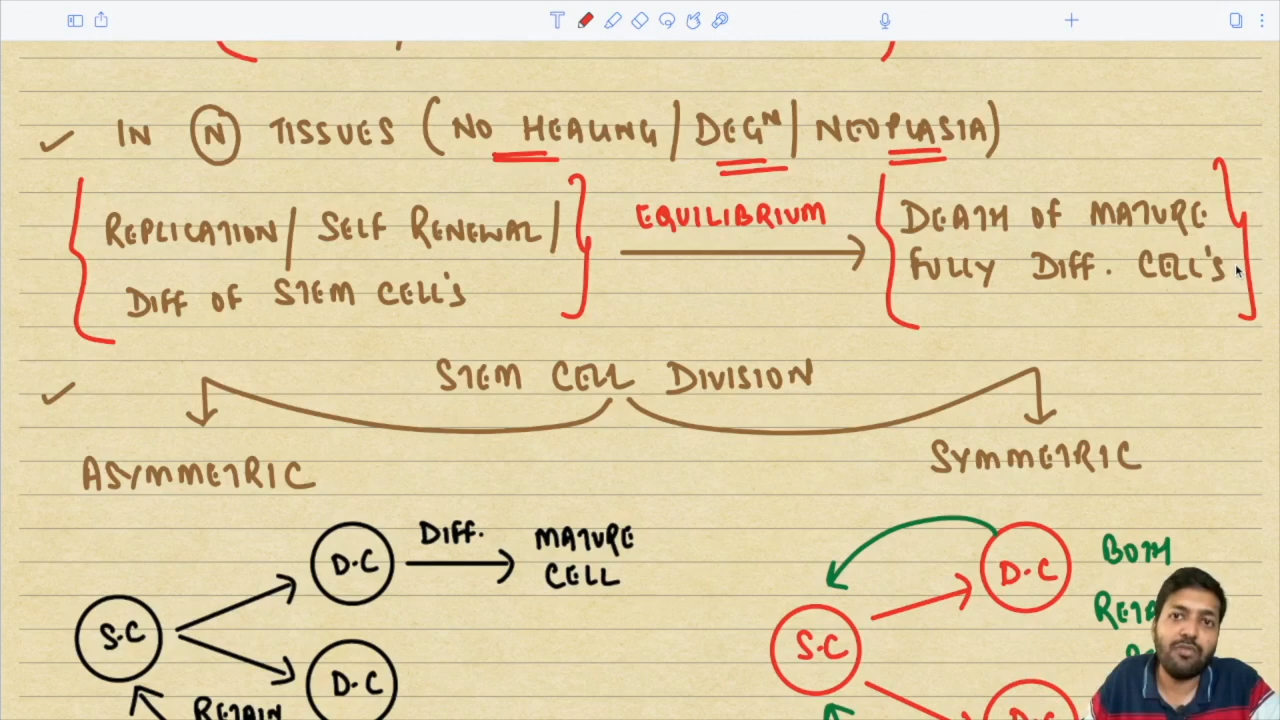 IN (N) TISSUES (NO HEALING / DEGᴺ / NEOPLASIA)
REPLICATION / SELF RENEWAL /
DIFF OF STEM CELL'S
EQUILIBRIUM
DEATH OF MATURE
FULLY DIFF. CELL'S
STEM CELL DIVISION
ASYMMETRIC
SYMMETRIC
S.C
D.C
DIFF.
MATURE
CELL
D.C
RETAIN
S.C
D.C
BOTH
D.C